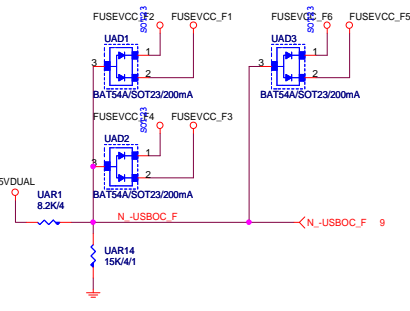 FUSEVCC_F2 FUSEVCC_F1
SOT23
UAD1
1
3
2
BAT54A/SOT23/200mA
FUSEVCC_F6 FUSEVCC_F5
SOT23
UAD3
1
3
2
BAT54A/SOT23/200mA
FUSEVCC_F4 FUSEVCC_F3
SOT23
UAD2
1
3
2
BAT54A/SOT23/200mA
5VDUAL
UAR1
8.2K/4
N_-USBOC_F
N_-USBOC_F 9
UAR14
15K/4/1